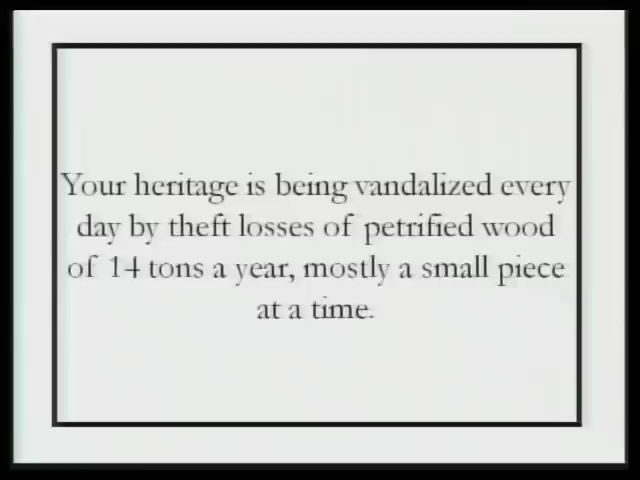 Your heritage is being vandalized every
day by theft losses of petrified wood
of 14 tons a year, mostly a small piece
at a time.